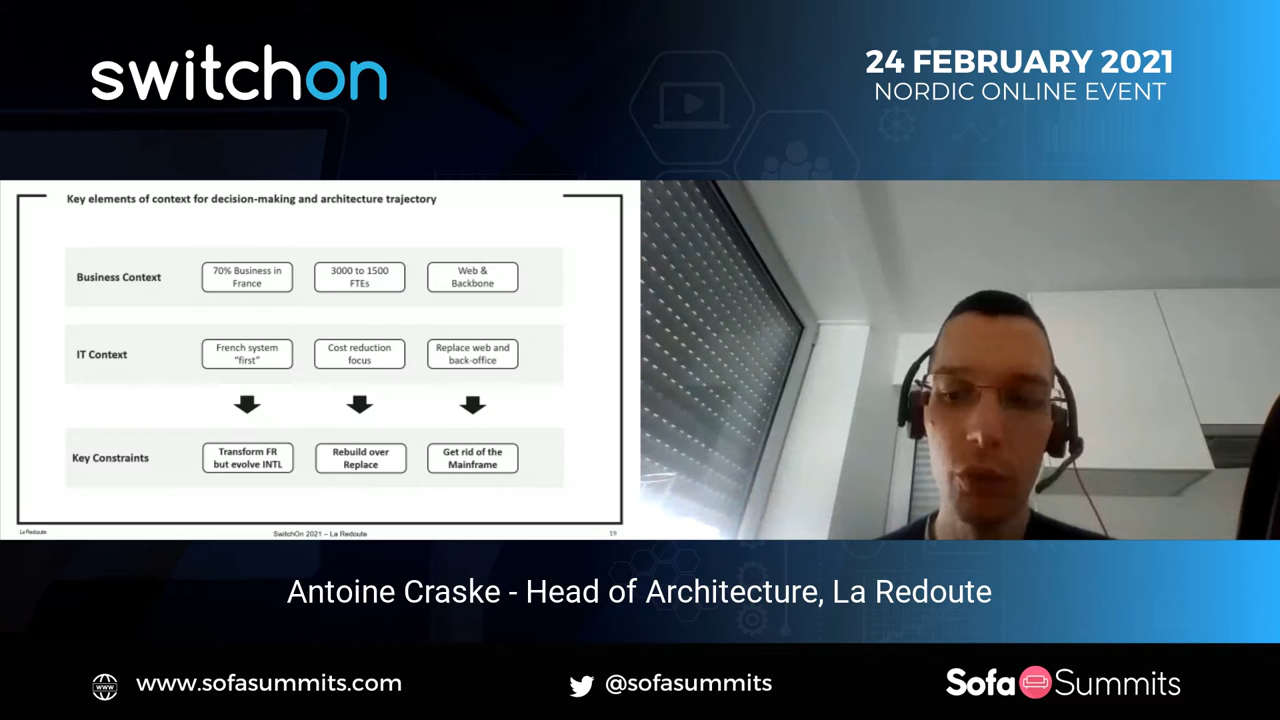 switchon
24 FEBRUARY 2021
NORDIC ONLINE EVENT
Key elements of context for decision-making and architecture trajectory
Business Context
70% Business in
France
3000 to 1500
FTEs
Web &
Backbone
IT Context
French system
"first"
Cost reduction
focus
Replace web and
back-office
Key Constraints
Transform FR
but evolve INTL
Rebuild over
Replace
Get rid of the
Mainframe
La Redoute
SwitchOn 2021 – La Redoute
19
Antoine Craske - Head of Architecture, La Redoute
www.sofasummits.com
@sofasummits
Sofa Summits